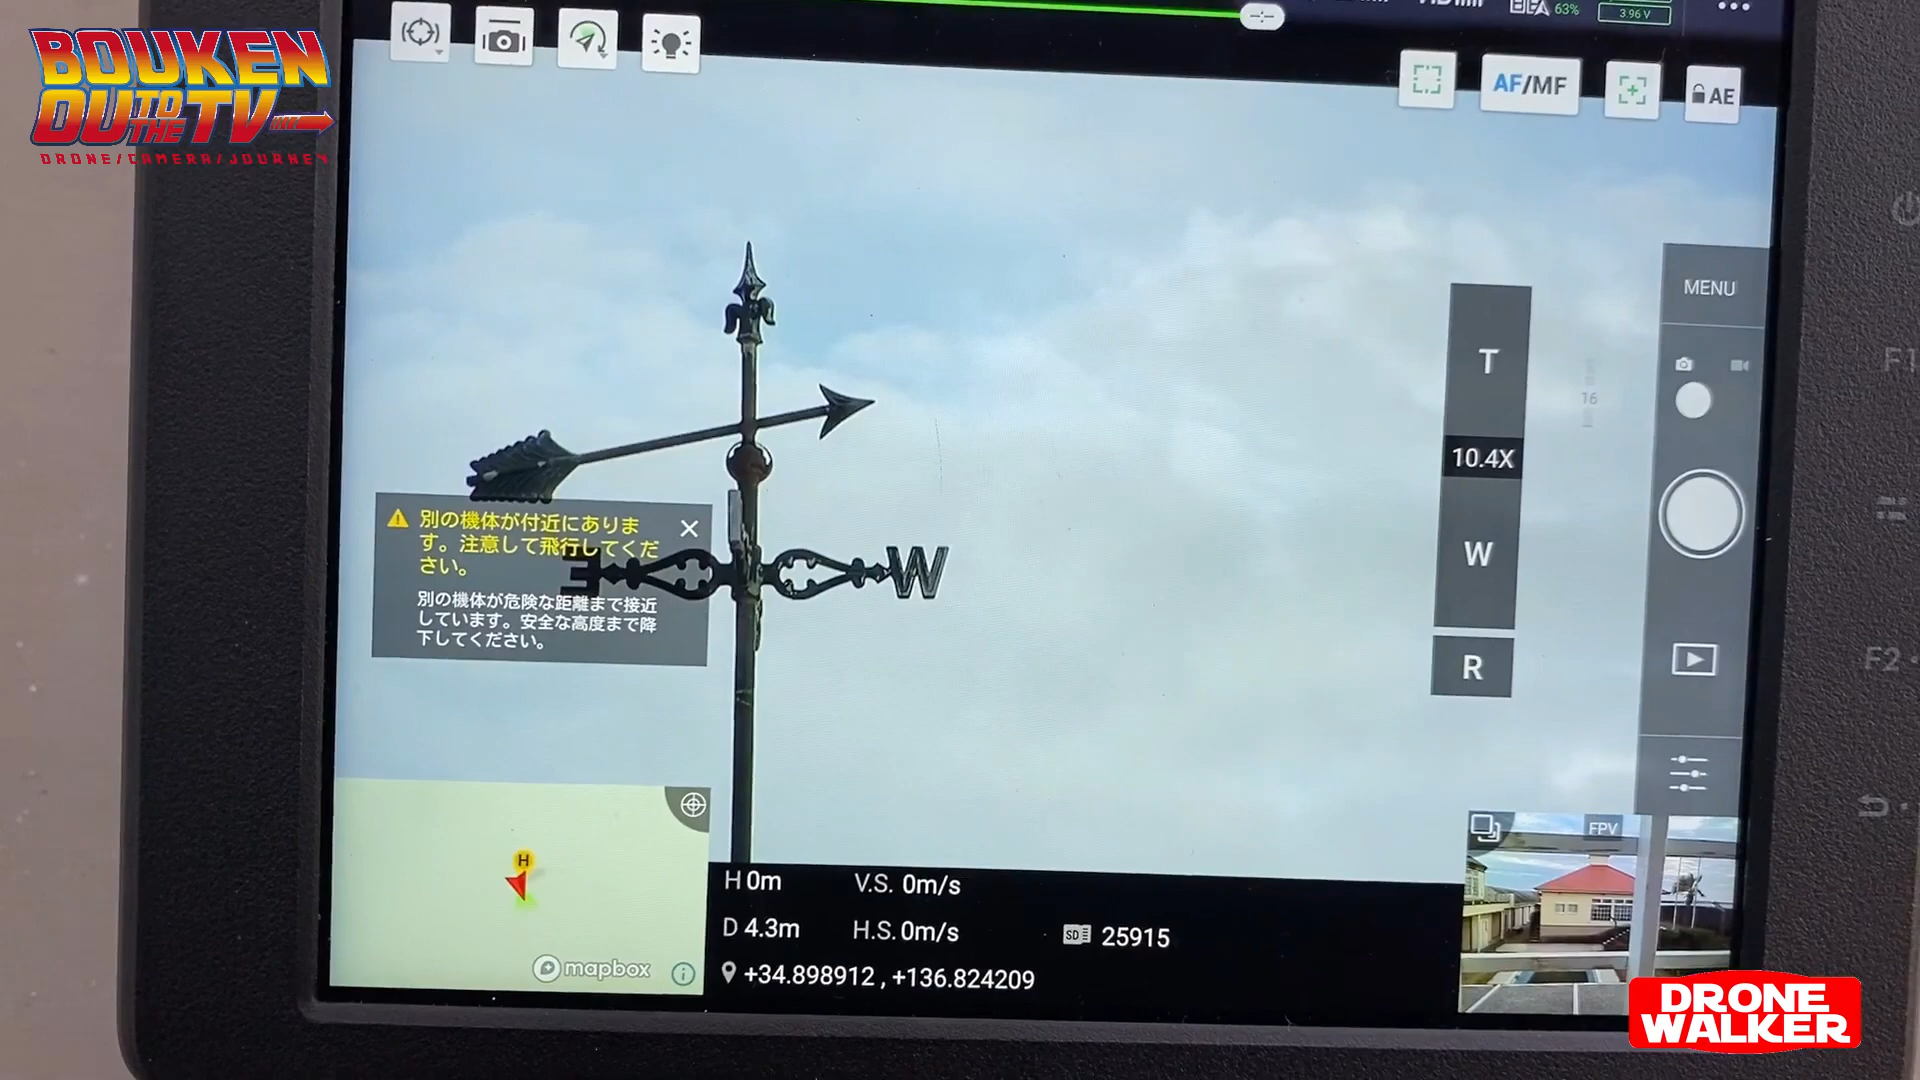 BOUKEN
OU TO THE TV
DRONE/CAMERA/JOURNEY
63%
3.96 V
AF/MF
AE
MENU
T
16
10.4X
W
R
別の機体が付近にありま
す。注意して飛行してくだ
さい。
別の機体が危険な距離まで接近
しています。安全な高度まで降
下してください。
E
W
H
mapbox
H 0m
V.S. 0m/s
D 4.3m
H.S. 0m/s
SD
25915
+34.898912 , +136.824209
FPV
F1
F2
DRONE
WALKER